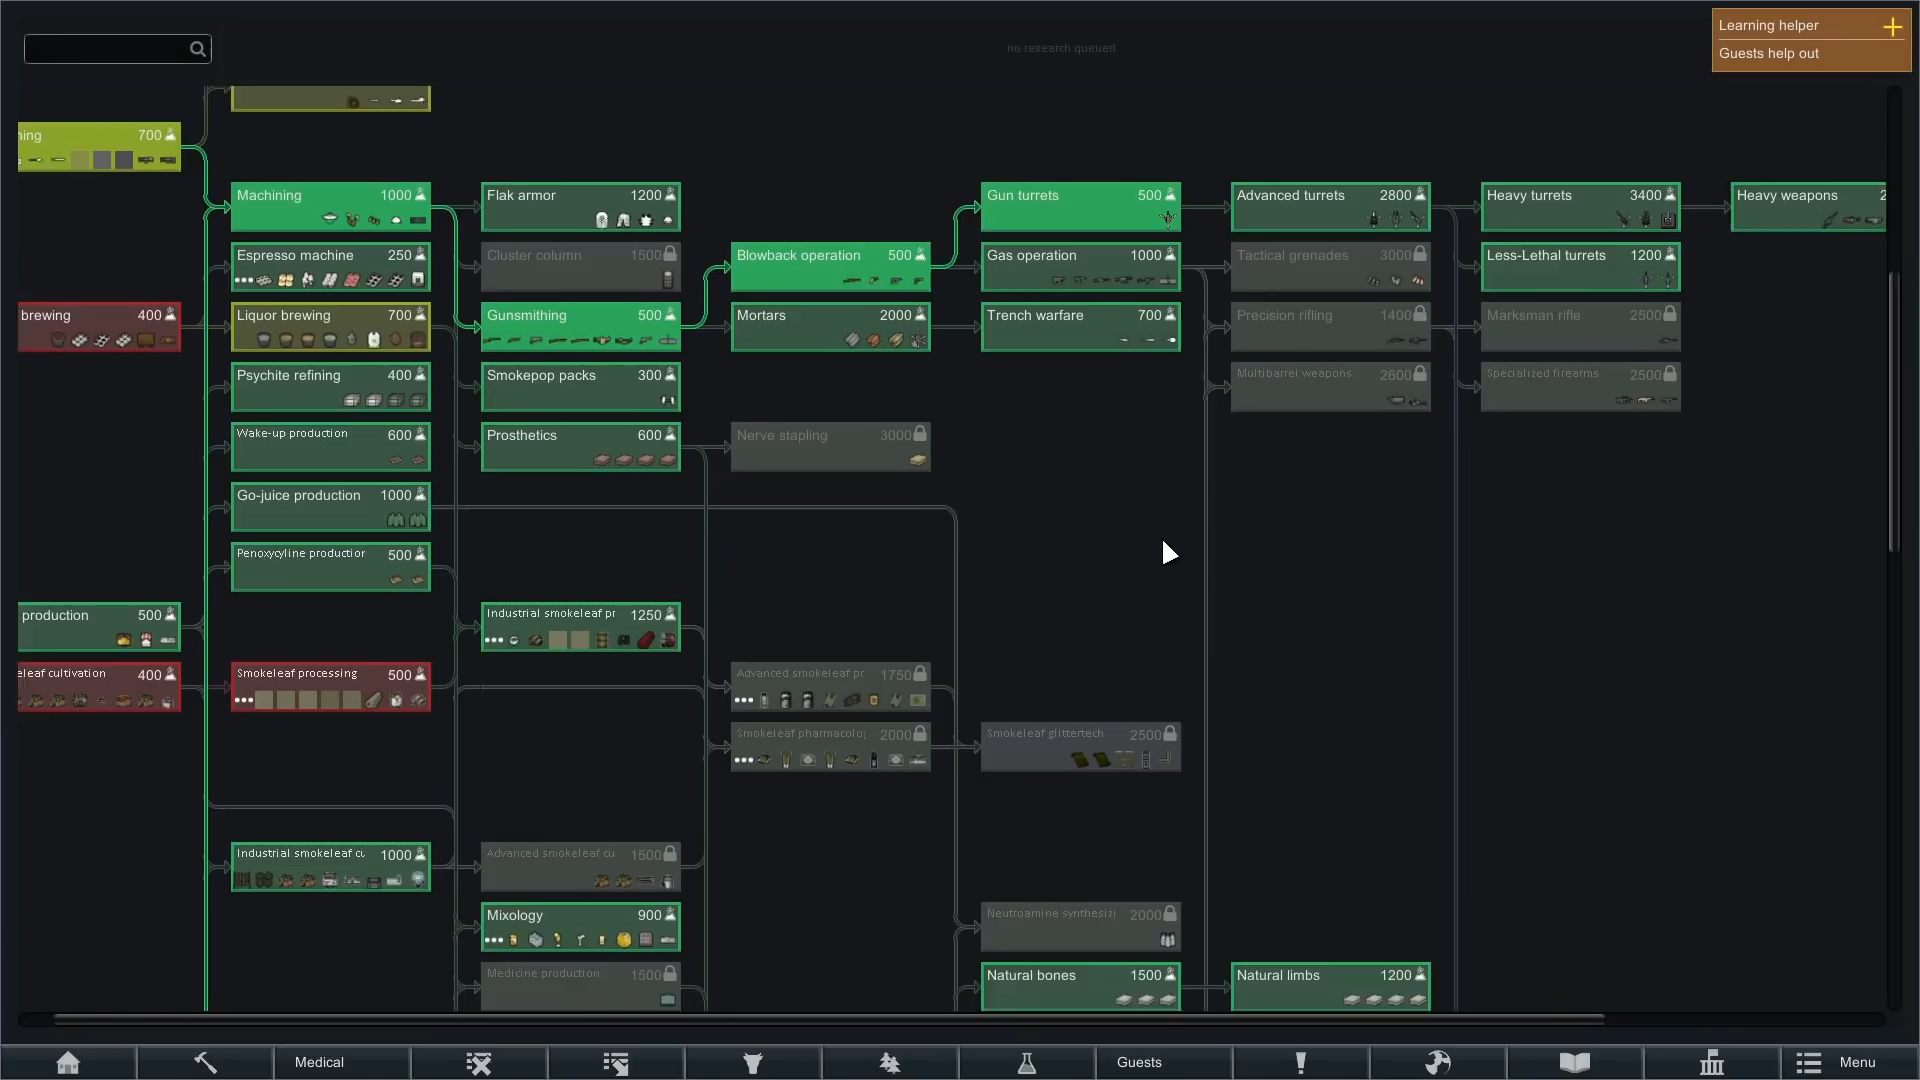 Learning helper
no research queued
Guests help out
ning 700
Machining 1000
Flak armor 1200
Gun turrets 500
Advanced turrets 2800
Heavy turrets 3400
Heavy weapons 2
Espresso machine 250
Cluster column 1500
Blowback operation 500
Gas operation 1000
Tactical grenades 3000
Less-Lethal turrets 1200
brewing 400
Liquor brewing 700
Gunsmithing 500
Mortars 2000
Trench warfare 700
Precision rifling 1400
Marksman rifle 2500
Psychite refining 400
Smokepop packs 300
Multibarrel weapons 2600
Specialized firearms 2500
Wake-up production 600
Prosthetics 600
Nerve stapling 3000
Go-juice production 1000
Penoxycyline production 500
production 500
Industrial smokeleaf pr 1250
eleaf cultivation 400
Smokeleaf processing 500
Advanced smokeleaf pr 1750
Smokeleaf pharmacolo 2000
Smokeleaf glittertech 2500
Industrial smokeleaf cu 1000
Advanced smokeleaf cu 1500
Mixology 900
Neutroamine synthesizi 2000
Medicine production 1500
Natural bones 1500
Natural limbs 1200
Medical
Guests
Menu